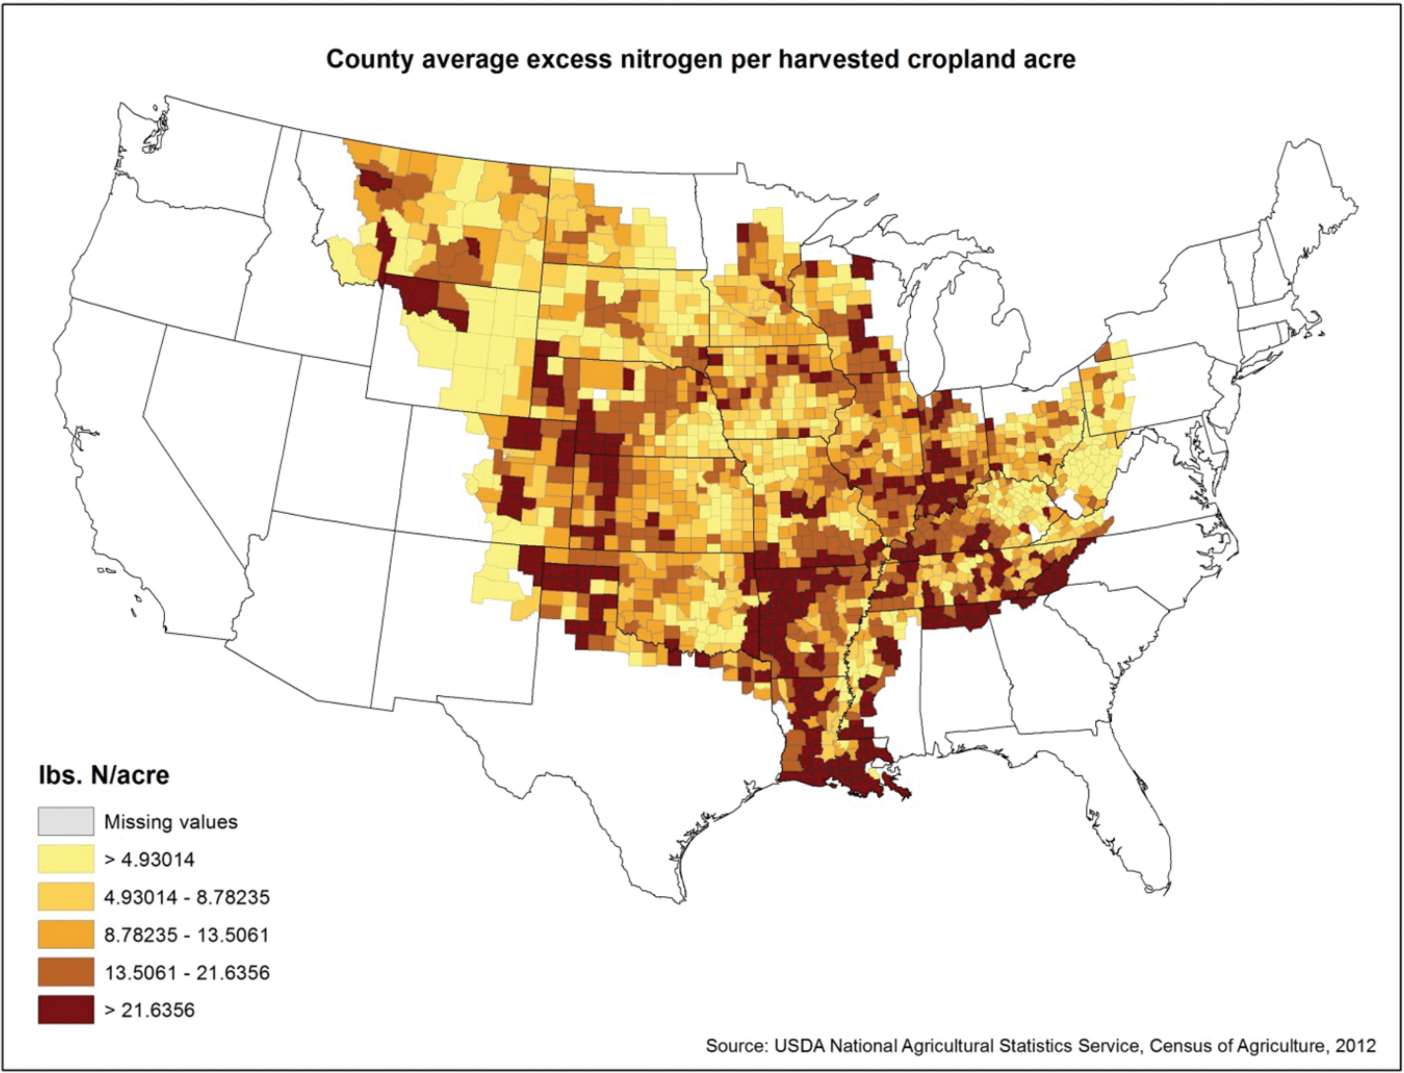 County average excess nitrogen per harvested cropland acre
lbs. N/acre
Missing values
> 4.93014
4.93014 - 8.78235
8.78235 - 13.5061
13.5061 - 21.6356
> 21.6356
Source: USDA National Agricultural Statistics Service, Census of Agriculture, 2012